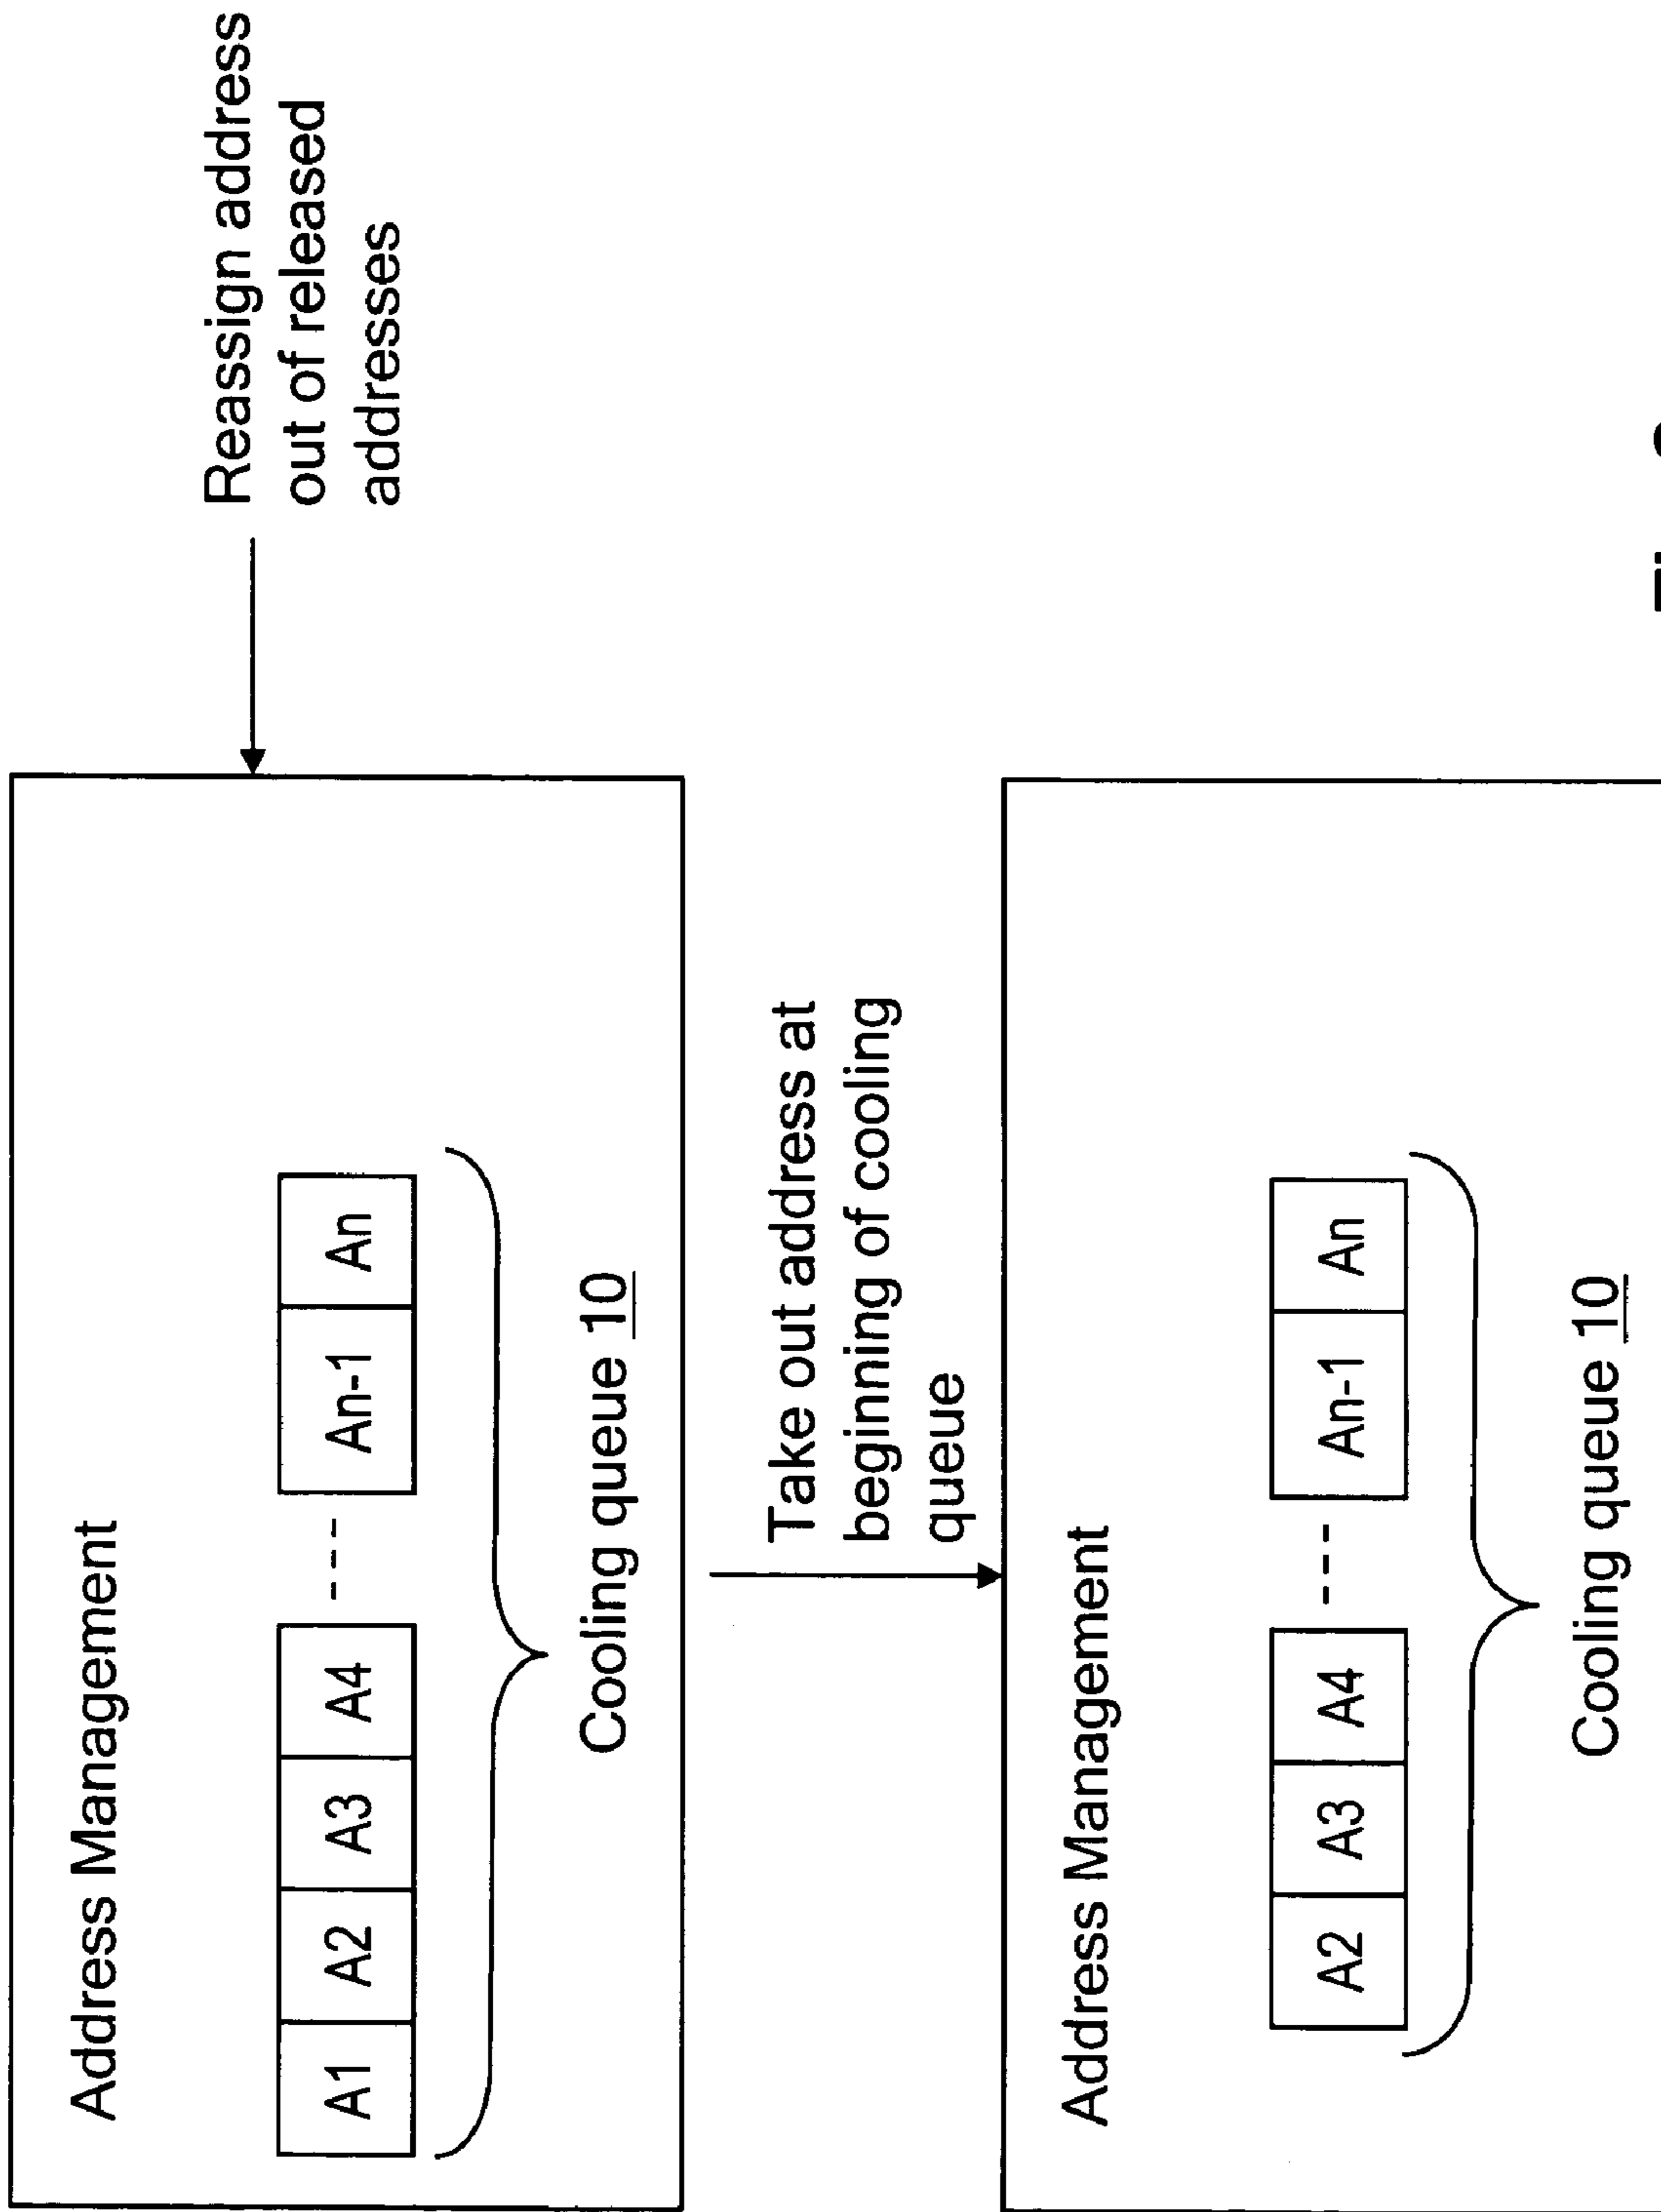 Address Management
A1 A2 A3 A4 --- An-1 An
Cooling queue 10
Reassign address
out of released
addresses
Take out address at
beginning of cooling
queue
Address Management
A2 A3 A4 --- An-1 An
Cooling queue 10